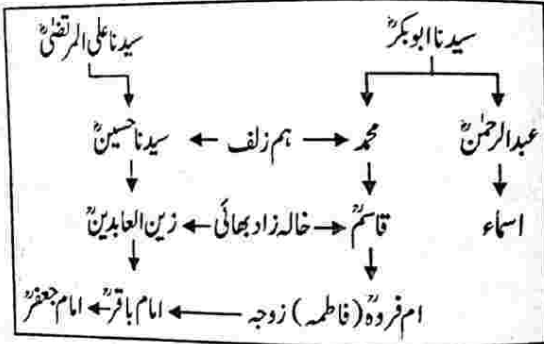 سیدنا ابوبکرؓ سیدنا علی المرتضیٰؓ
عبدالرحمٰنؓ محمد ہم زلف سیدنا حسینؓ
اسماء قاسمؒ خالہ زاد بھائی زین العابدینؒ
ام فروہؒ (فاطمہ) زوجہ امام باقرؒ امام جعفرؒ